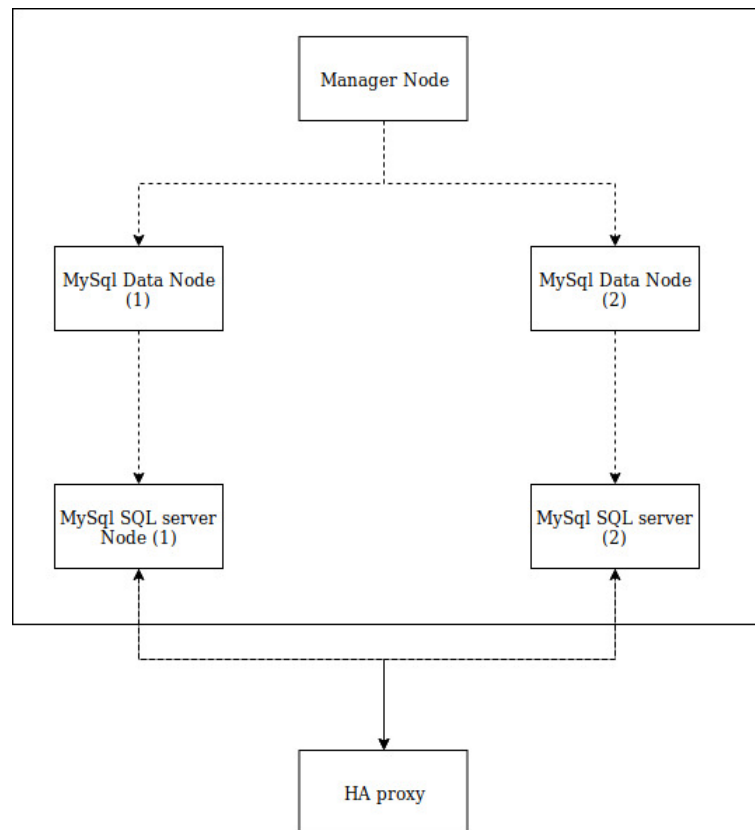 Manager Node
MySql Data Node
(1)
MySql Data Node
(2)
MySql SQL server
Node (1)
MySql SQL server
(2)
HA proxy